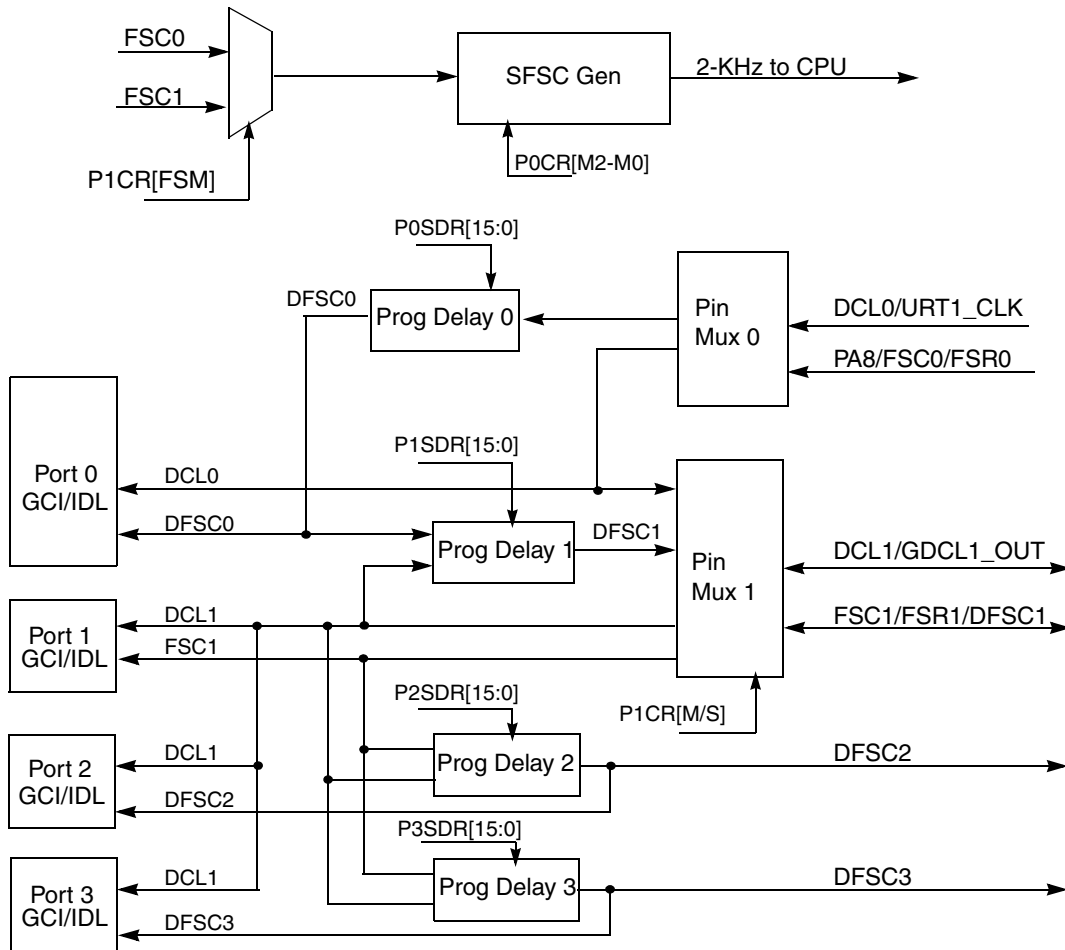 FSC0
FSC1
P1CR[FSM]
SFSC Gen
2-KHz to CPU
P0CR[M2-M0]
P0SDR[15:0]
DFSC0
Prog Delay 0
Pin
Mux 0
DCL0/URT1_CLK
PA8/FSC0/FSR0
P1SDR[15:0]
Port 0
GCI/IDL
DCL0
DFSC0
Prog Delay 1
DFSC1
Pin
Mux 1
DCL1/GDCL1_OUT
FSC1/FSR1/DFSC1
Port 1
GCI/IDL
DCL1
FSC1
P2SDR[15:0]
P1CR[M/S]
Port 2
GCI/IDL
DCL1
DFSC2
Prog Delay 2
DFSC2
P3SDR[15:0]
Port 3
GCI/IDL
DCL1
DFSC3
Prog Delay 3
DFSC3